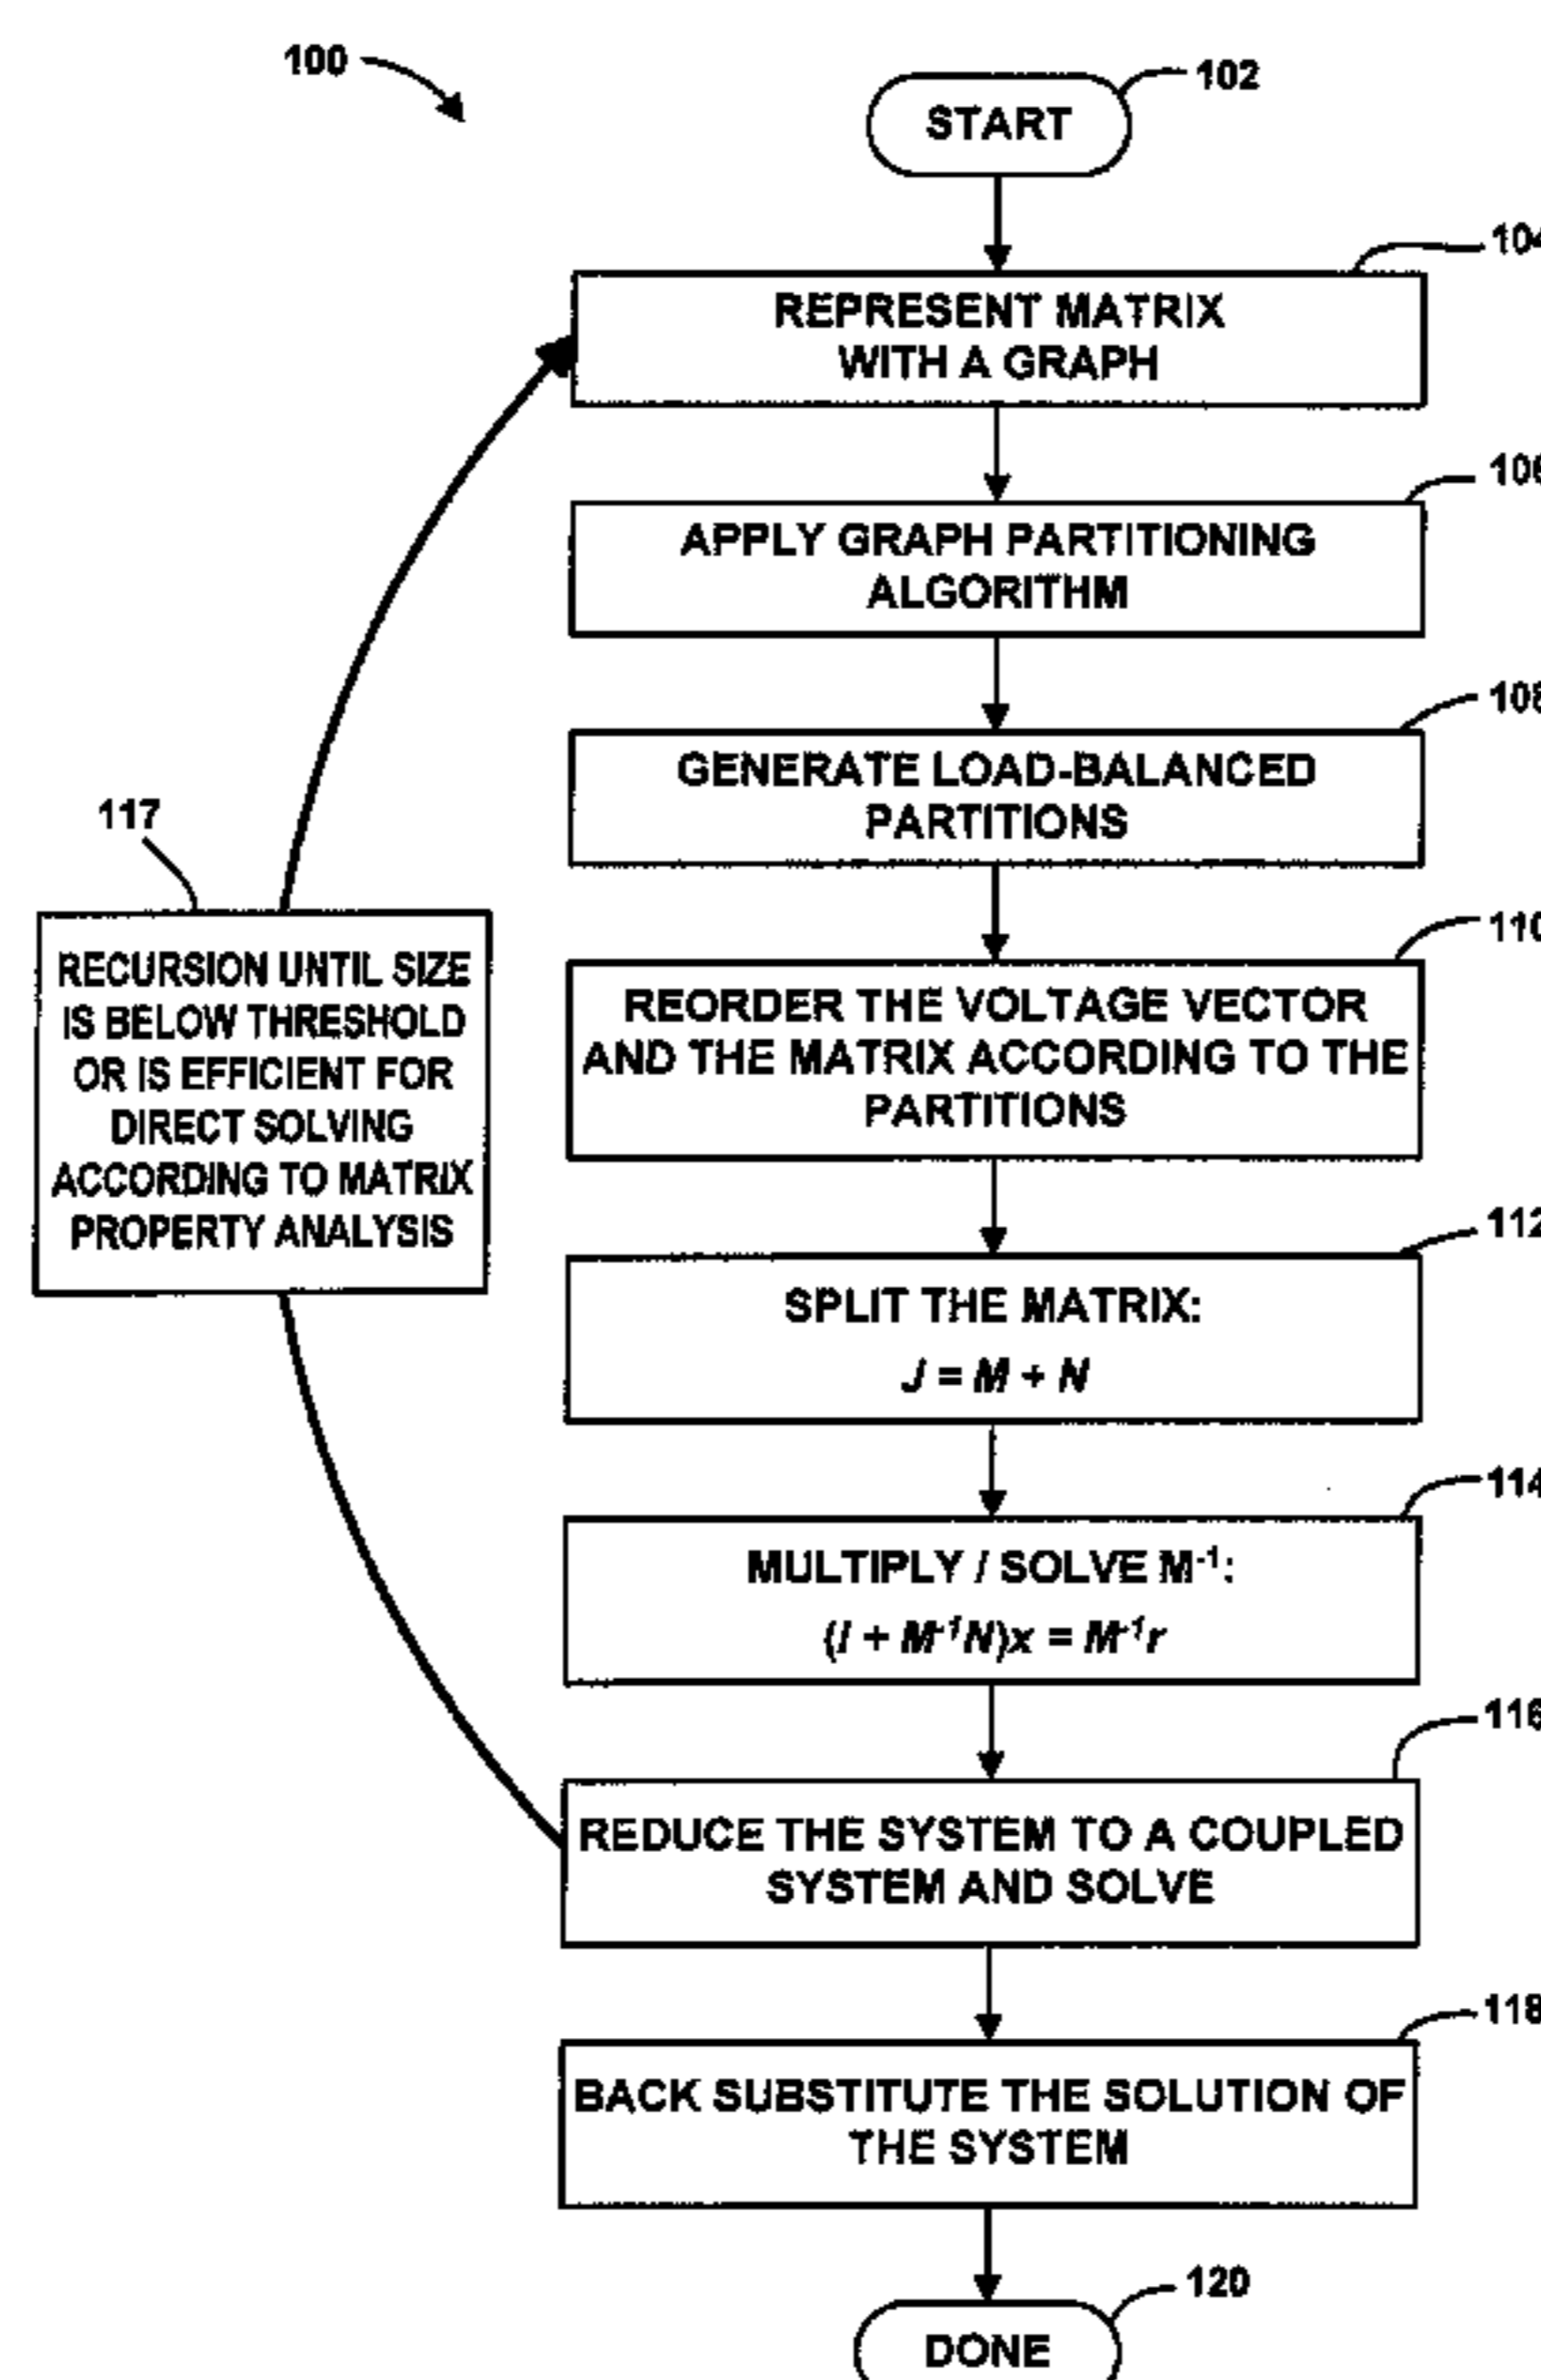 100
102
START
104
REPRESENT MATRIX
WITH A GRAPH
106
APPLY GRAPH PARTITIONING
ALGORITHM
108
GENERATE LOAD-BALANCED
PARTITIONS
117
RECURSION UNTIL SIZE
IS BELOW THRESHOLD
OR IS EFFICIENT FOR
DIRECT SOLVING
ACCORDING TO MATRIX
PROPERTY ANALYSIS
110
REORDER THE VOLTAGE VECTOR
AND THE MATRIX ACCORDING TO THE
PARTITIONS
112
SPLIT THE MATRIX:
J = M + N
114
MULTIPLY / SOLVE M⁻¹:
(I + M⁻¹N)x = M⁻¹r
116
REDUCE THE SYSTEM TO A COUPLED
SYSTEM AND SOLVE
118
BACK SUBSTITUTE THE SOLUTION OF
THE SYSTEM
120
DONE